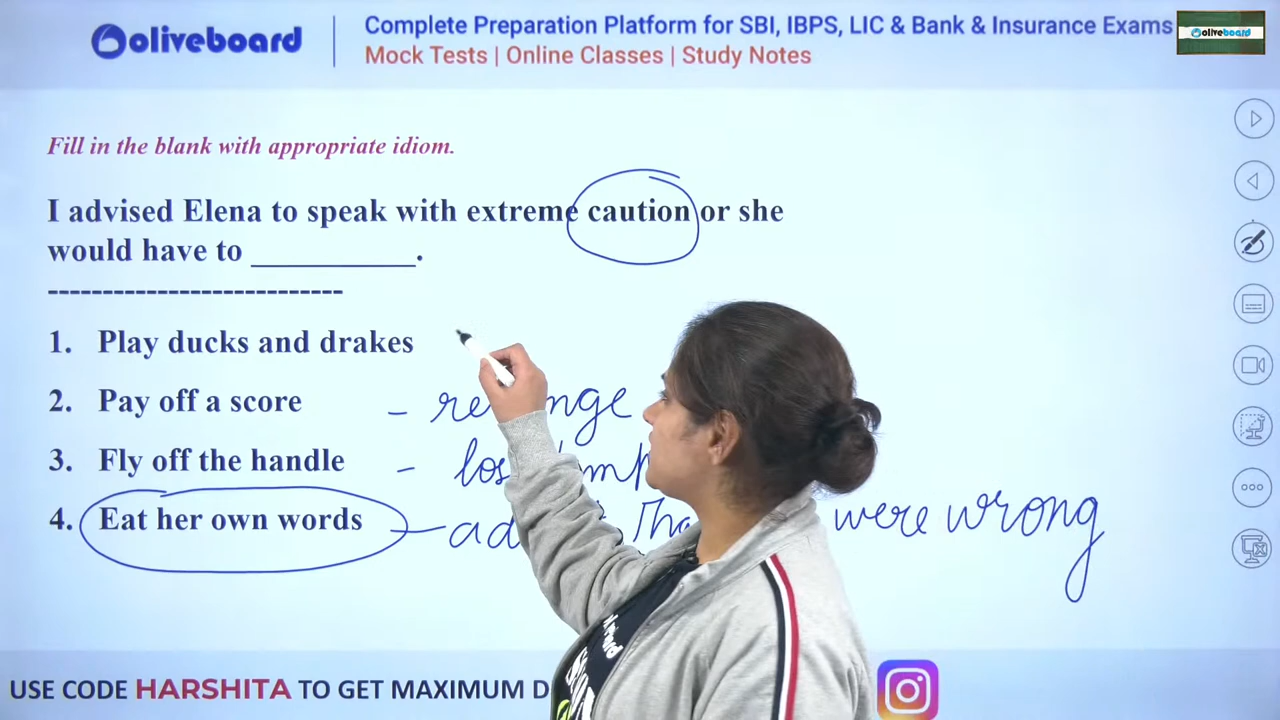 oliveboard
Complete Preparation Platform for SBI, IBPS, LIC & Bank & Insurance Exams
Mock Tests | Online Classes | Study Notes
oliveboard
Fill in the blank with appropriate idiom.
I advised Elena to speak with extreme caution or she
would have to __________.
--------------------------
1. Play ducks and drakes
2. Pay off a score -
3. Fly off the handle -
4. Eat her own words - were wrong
USE CODE HARSHITA TO GET MAXIMUM